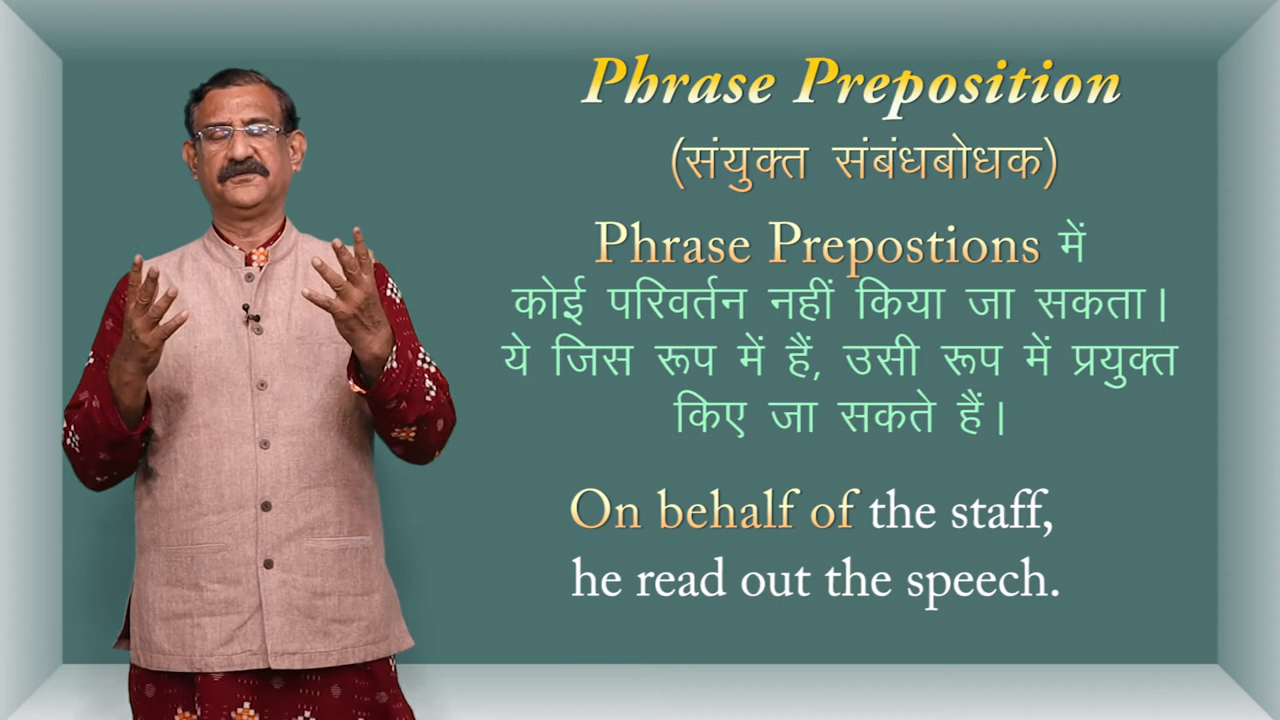 Phrase Preposition
(संयुक्त संबंधबोधक)
Phrase Prepostions में
कोई परिवर्तन नहीं किया जा सकता।
ये जिस रूप में हैं, उसी रूप में प्रयुक्त
किए जा सकते हैं।
On behalf of the staff,
he read out the speech.